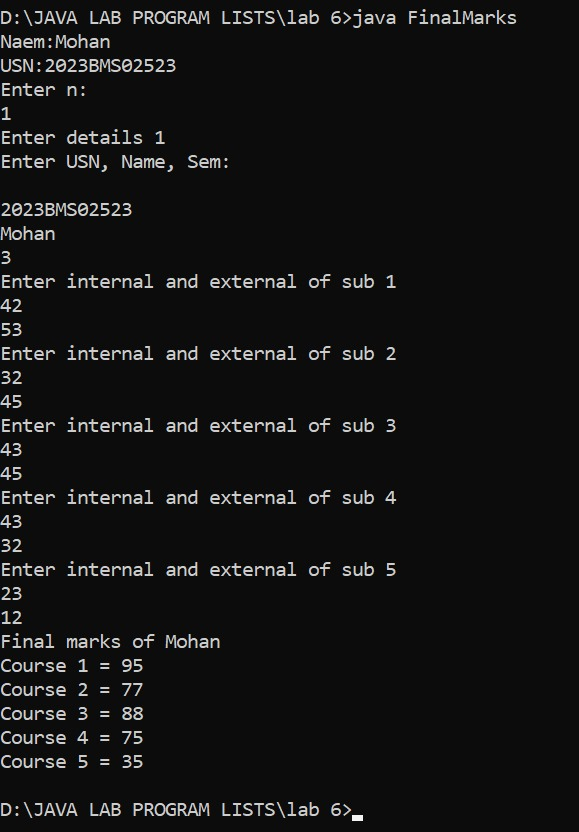 D:\JAVA LAB PROGRAM LISTS\lab 6>java FinalMarks
Naem:Mohan
USN:2023BMS02523
Enter n:
1
Enter details 1
Enter USN, Name, Sem:
2023BMS02523
Mohan
3
Enter internal and external of sub 1
42
53
Enter internal and external of sub 2
32
45
Enter internal and external of sub 3
43
45
Enter internal and external of sub 4
43
32
Enter internal and external of sub 5
23
12
Final marks of Mohan
Course 1 = 95
Course 2 = 77
Course 3 = 88
Course 4 = 75
Course 5 = 35
D:\JAVA LAB PROGRAM LISTS\lab 6>